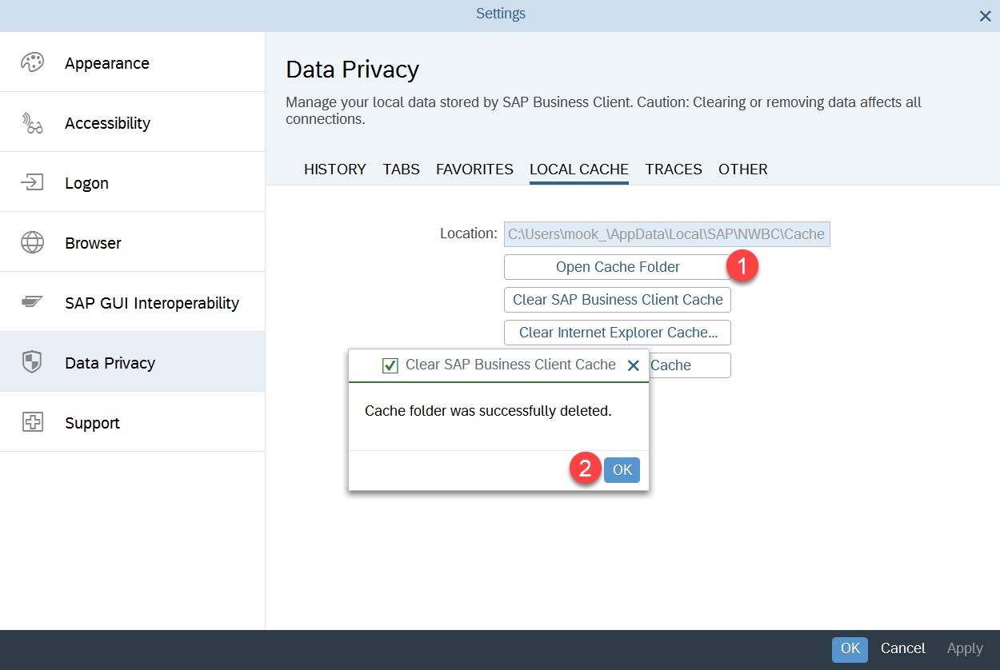 Settings
Appearance
Accessibility
Logon
Browser
SAP GUI Interoperability
Data Privacy
Support
Data Privacy
Manage your local data stored by SAP Business Client. Caution: Clearing or removing data affects all
connections.
HISTORY TABS FAVORITES LOCAL CACHE TRACES OTHER
Location: C:\Users\mook_\AppData\Local\SAP\NWBC\Cache
Open Cache Folder 1
Clear SAP Business Client Cache
Clear Internet Explorer Cache...
Cache
Clear SAP Business Client Cache
Cache folder was successfully deleted.
2 OK
OK Cancel Apply